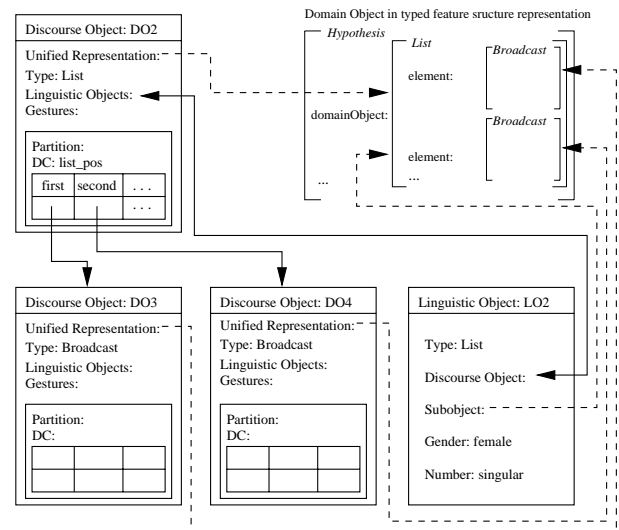 Domain Object in typed feature sructure representation
Discourse Object: DO2
Unified Representation:
Type: List
Linguistic Objects:
Gestures:
Partition:
DC: list_pos
first second . . .
. . .
Hypothesis
List
Broadcast
element:
domainObject:
Broadcast
element:
...
...
Discourse Object: DO3
Unified Representation:
Type: Broadcast
Linguistic Objects:
Gestures:
Partition:
DC:
Discourse Object: DO4
Unified Representation:
Type: Broadcast
Linguistic Objects:
Gestures:
Partition:
DC:
Linguistic Object: LO2
Type: List
Discourse Object:
Subobject:
Gender: female
Number: singular